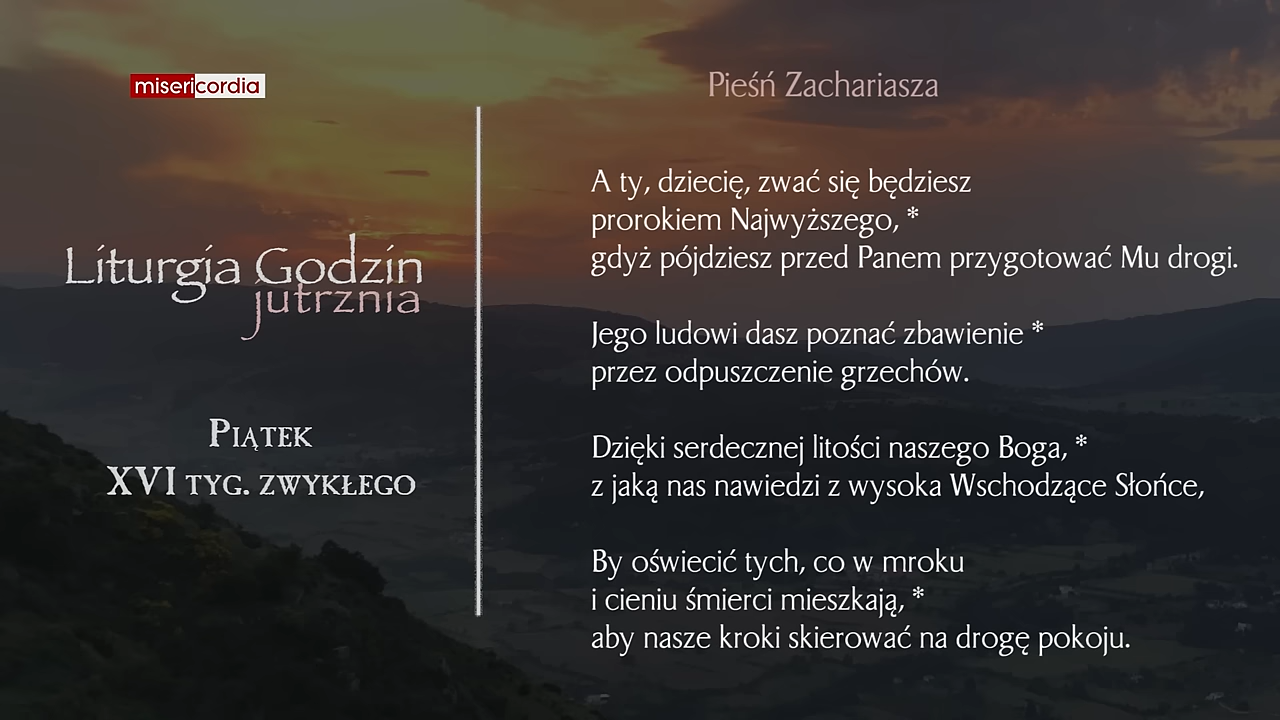 misericordia
Liturgia Godzin
jutrznia
Piątek
XVI tyg. zwykłego
Pieśń Zachariasza
A ty, dziecię, zwać się będziesz
prorokiem Najwyższego, *
gdyż pójdziesz przed Panem przygotować Mu drogi.
Jego ludowi dasz poznać zbawienie *
przez odpuszczenie grzechów.
Dzięki serdecznej litości naszego Boga, *
z jaką nas nawiedzi z wysoka Wschodzące Słońce,
By oświecić tych, co w mroku
i cieniu śmierci mieszkają, *
aby nasze kroki skierować na drogę pokoju.